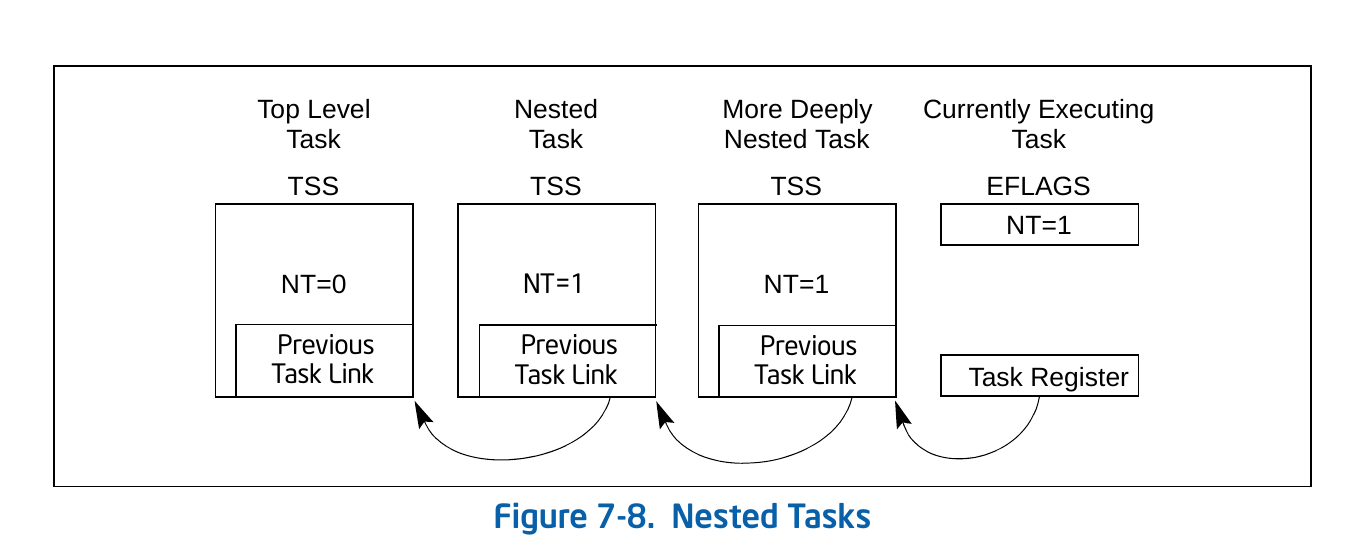 Top Level
Task
Nested
Task
More Deeply
Nested Task
Currently Executing
Task
TSS
TSS
TSS
EFLAGS
NT=1
NT=0
NT=1
NT=1
Previous
Task Link
Previous
Task Link
Previous
Task Link
Task Register
Figure 7-8. Nested Tasks